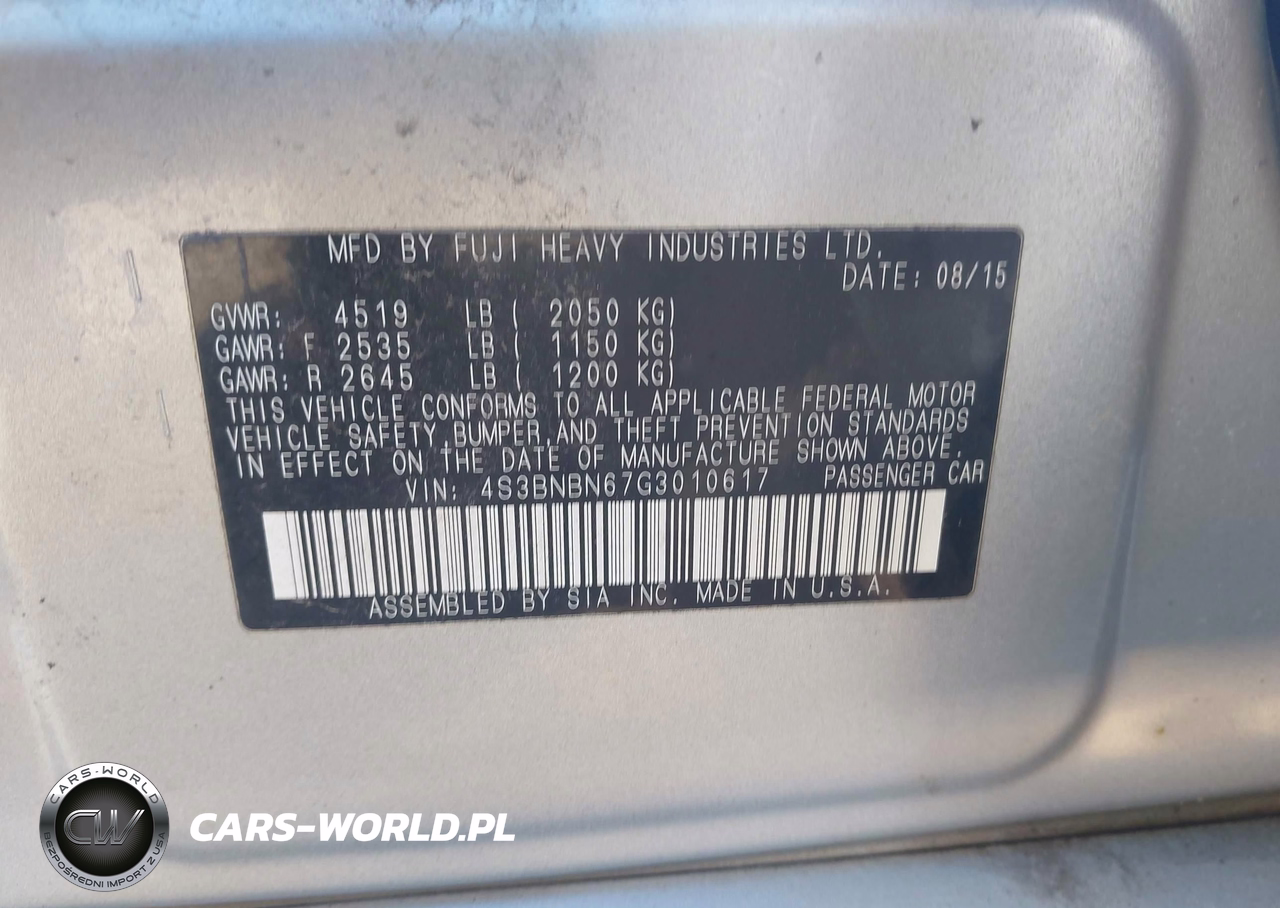 MFD BY FUJI HEAVY INDUSTRIES LTD.
DATE: 08/15
GVWR: 4519 LB ( 2050 KG)
GAWR: F 2535 LB ( 1150 KG)
GAWR: R 2645 LB ( 1200 KG)
THIS VEHICLE CONFORMS TO ALL APPLICABLE FEDERAL MOTOR
VEHICLE SAFETY,BUMPER,AND THEFT PREVENTION STANDARDS
IN EFFECT ON THE DATE OF MANUFACTURE SHOWN ABOVE.
VIN: 4S3BNBN67G3010617 PASSENGER CAR
ASSEMBLED BY SIA INC. MADE IN U.S.A.
CARS-WORLD
CW
BEZPOŚREDNI IMPORT Z USA
CARS-WORLD.PL